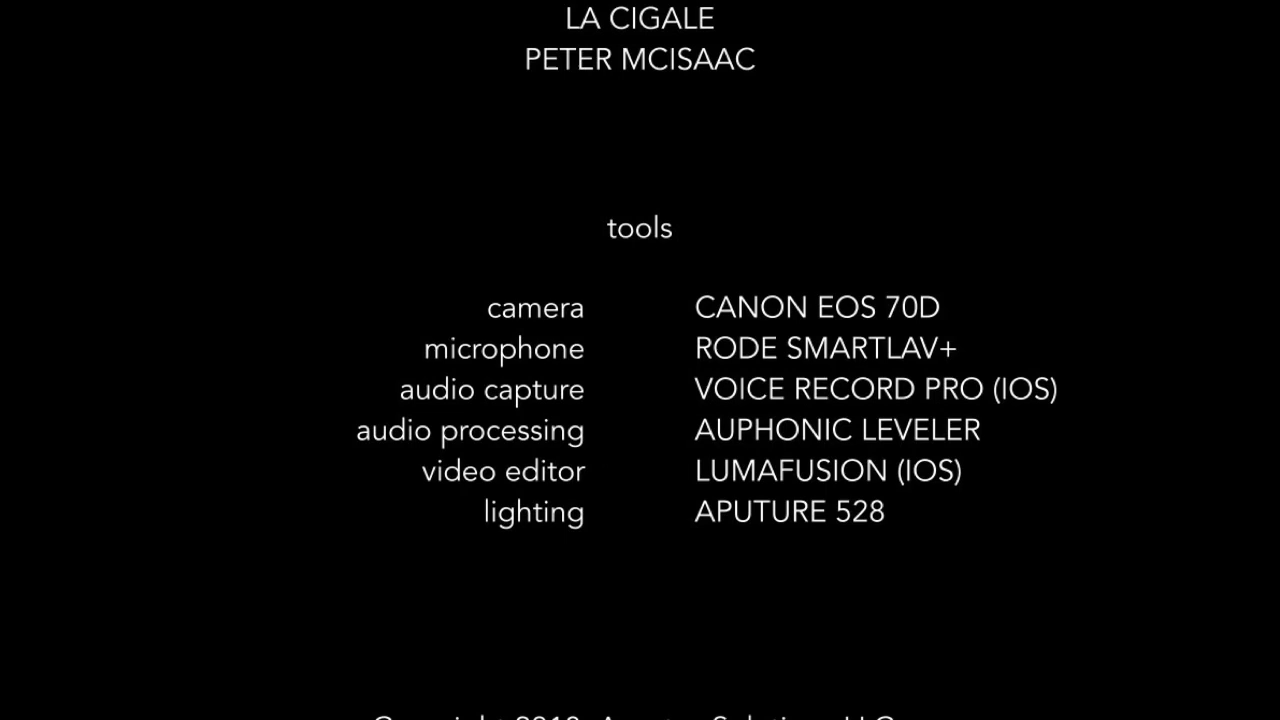 LA CIGALE
PETER MCISAAC
tools
camera CANON EOS 70D
microphone RODE SMARTLAV+
audio capture VOICE RECORD PRO (IOS)
audio processing AUPHONIC LEVELER
video editor LUMAFUSION (IOS)
lighting APUTURE 528